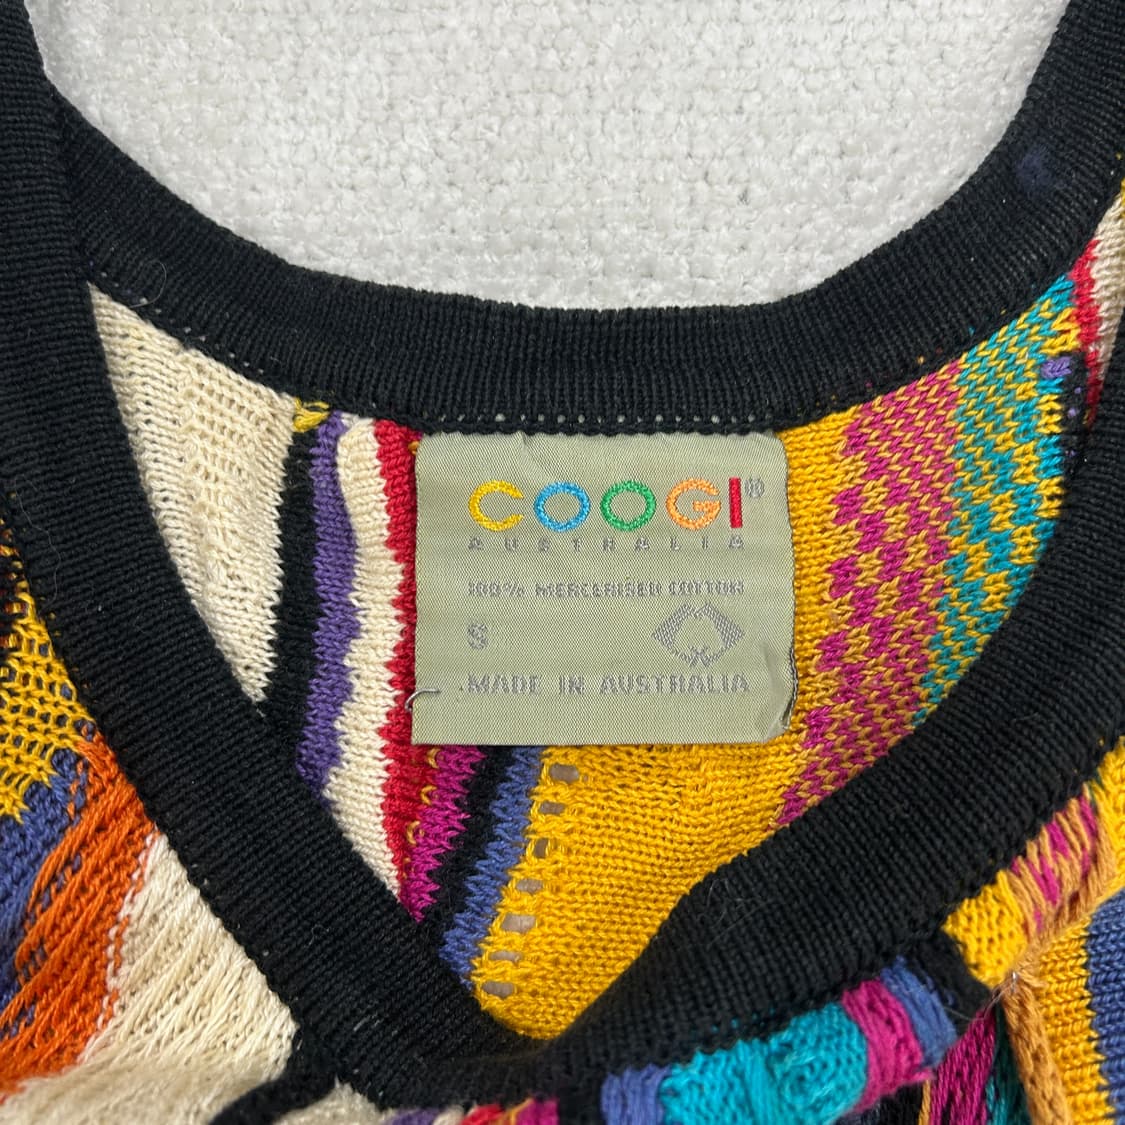 COOGI®
AUSTRALIA
100% MERCERISED COTTON
S
MADE IN AUSTRALIA